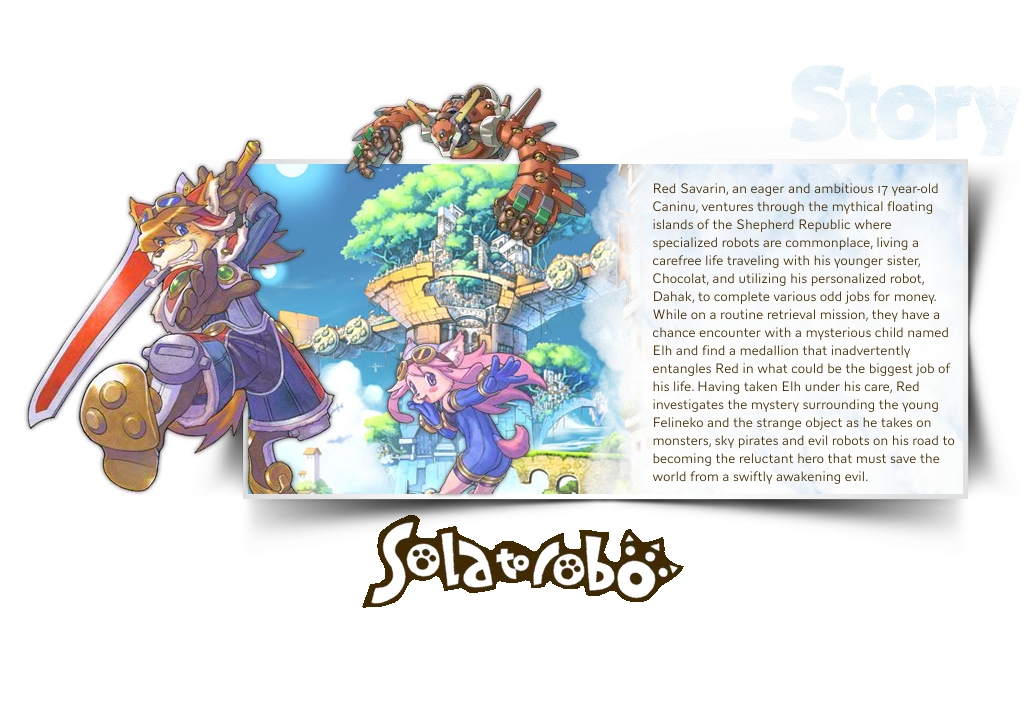 Story
Red Savarin, an eager and ambitious 17 year-old
Caninu, ventures through the mythical floating
islands of the Shepherd Republic where
specialized robots are commonplace, living a
carefree life traveling with his younger sister,
Chocolat, and utilizing his personalized robot,
Dahak, to complete various odd jobs for money.
While on a routine retrieval mission, they have a
chance encounter with a mysterious child named
Elh and find a medallion that inadvertently
entangles Red in what could be the biggest job of
his life. Having taken Elh under his care, Red
investigates the mystery surrounding the young
Felineko and the strange object as he takes on
monsters, sky pirates and evil robots on his road to
becoming the reluctant hero that must save the
world from a swiftly awakening evil.
Solatorobo